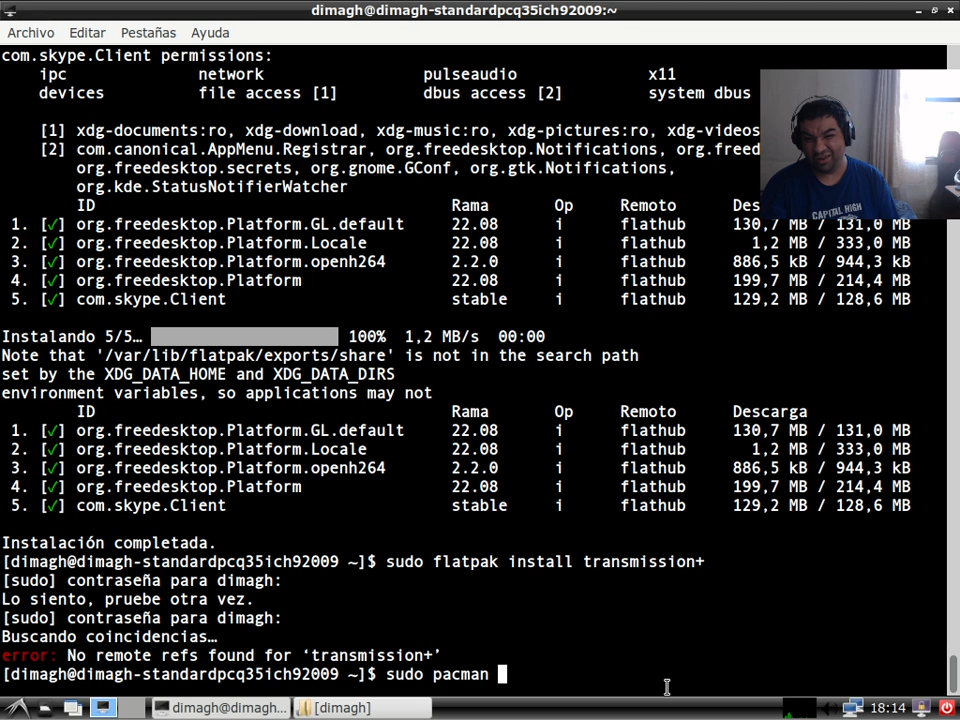 dimagh@dimagh-standardpcq35ich92009:~
Archivo Editar Pestañas Ayuda
com.skype.Client permissions:
ipc network pulseaudio x11
devices file access [1] dbus access [2] system dbus
[1] xdg-documents:ro, xdg-download, xdg-music:ro, xdg-pictures:ro, xdg-videos
[2] com.canonical.AppMenu.Registrar, org.freedesktop.Notifications, org.freed
org.freedesktop.secrets, org.gnome.GConf, org.gtk.Notifications,
org.kde.StatusNotifierWatcher
ID Rama Op Remoto Des
1. [✓] org.freedesktop.Platform.GL.default 22.08 i flathub 130,7 MB / 131,0 MB
2. [✓] org.freedesktop.Platform.Locale 22.08 i flathub 1,2 MB / 333,0 MB
3. [✓] org.freedesktop.Platform.openh264 2.2.0 i flathub 886,5 kB / 944,3 kB
4. [✓] org.freedesktop.Platform 22.08 i flathub 199,7 MB / 214,4 MB
5. [✓] com.skype.Client stable i flathub 129,2 MB / 128,6 MB
Instalando 5/5… 100% 1,2 MB/s 00:00
Note that '/var/lib/flatpak/exports/share' is not in the search path
set by the XDG_DATA_HOME and XDG_DATA_DIRS
environment variables, so applications may not
ID Rama Op Remoto Descarga
1. [✓] org.freedesktop.Platform.GL.default 22.08 i flathub 130,7 MB / 131,0 MB
2. [✓] org.freedesktop.Platform.Locale 22.08 i flathub 1,2 MB / 333,0 MB
3. [✓] org.freedesktop.Platform.openh264 2.2.0 i flathub 886,5 kB / 944,3 kB
4. [✓] org.freedesktop.Platform 22.08 i flathub 199,7 MB / 214,4 MB
5. [✓] com.skype.Client stable i flathub 129,2 MB / 128,6 MB
Instalación completada.
[dimagh@dimagh-standardpcq35ich92009 ~]$ sudo flatpak install transmission+
[sudo] contraseña para dimagh:
Lo siento, pruebe otra vez.
[sudo] contraseña para dimagh:
Buscando coincidencias…
error: No remote refs found for ‘transmission+’
[dimagh@dimagh-standardpcq35ich92009 ~]$ sudo pacman
CAPITAL HIGH
dimagh@dimagh... [dimagh] 18:14